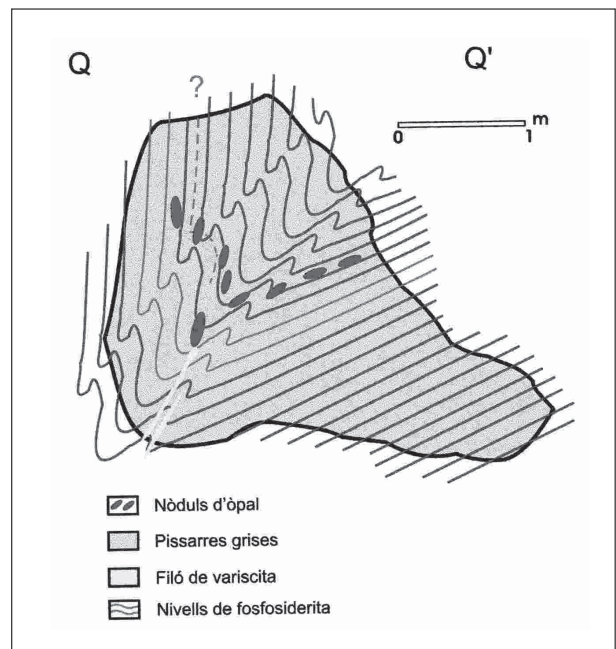 Q Q'
?
m
0 1
Nòduls d'òpal
Pissarres grises
Filó de variscita
Nivells de fosfosiderita